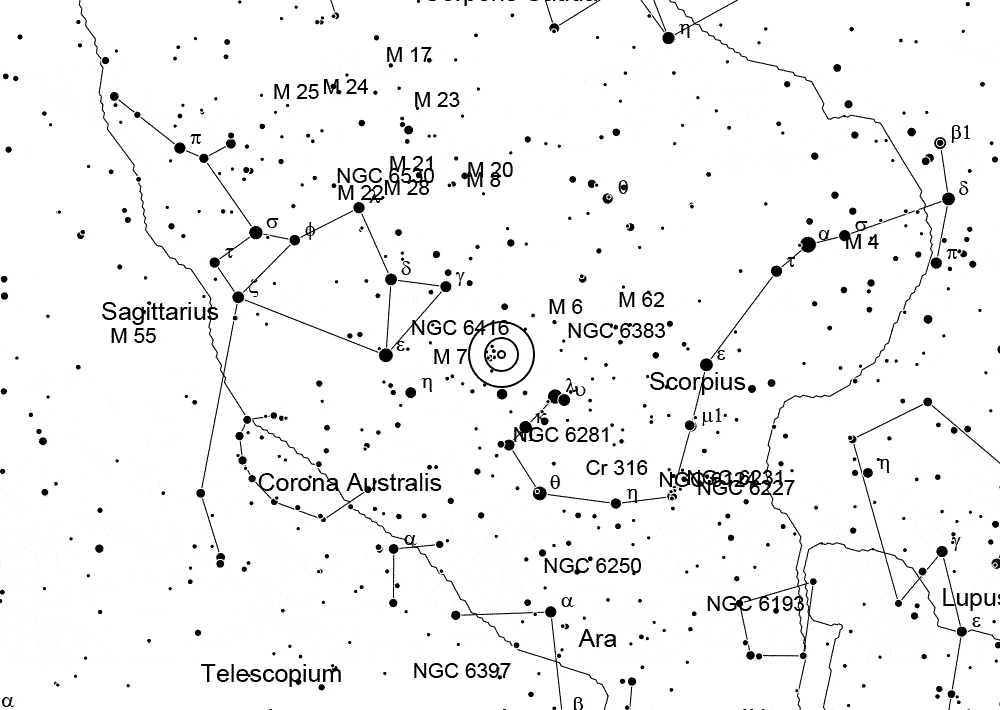 η
M 17
M 25
M 24
M 23
π
β1
M 21
M 20
NGC 6530
M 8
M 22
λ
M 28
θ
δ
σ
φ
σ
α
M 4
τ
π
τ
δ
γ
ζ
M 6
M 62
Sagittarius
NGC 6416
NGC 6383
M 55
ε
M 7
ε
Scorpius
η
λ
υ
μ1
κ
NGC 6281
η
Cr 316
NGC 6231
Corona Australis
θ
η
NGC 6227
α
γ
NGC 6250
α
NGC 6193
Lupus
ε
Ara
Telescopium
NGC 6397
α
β